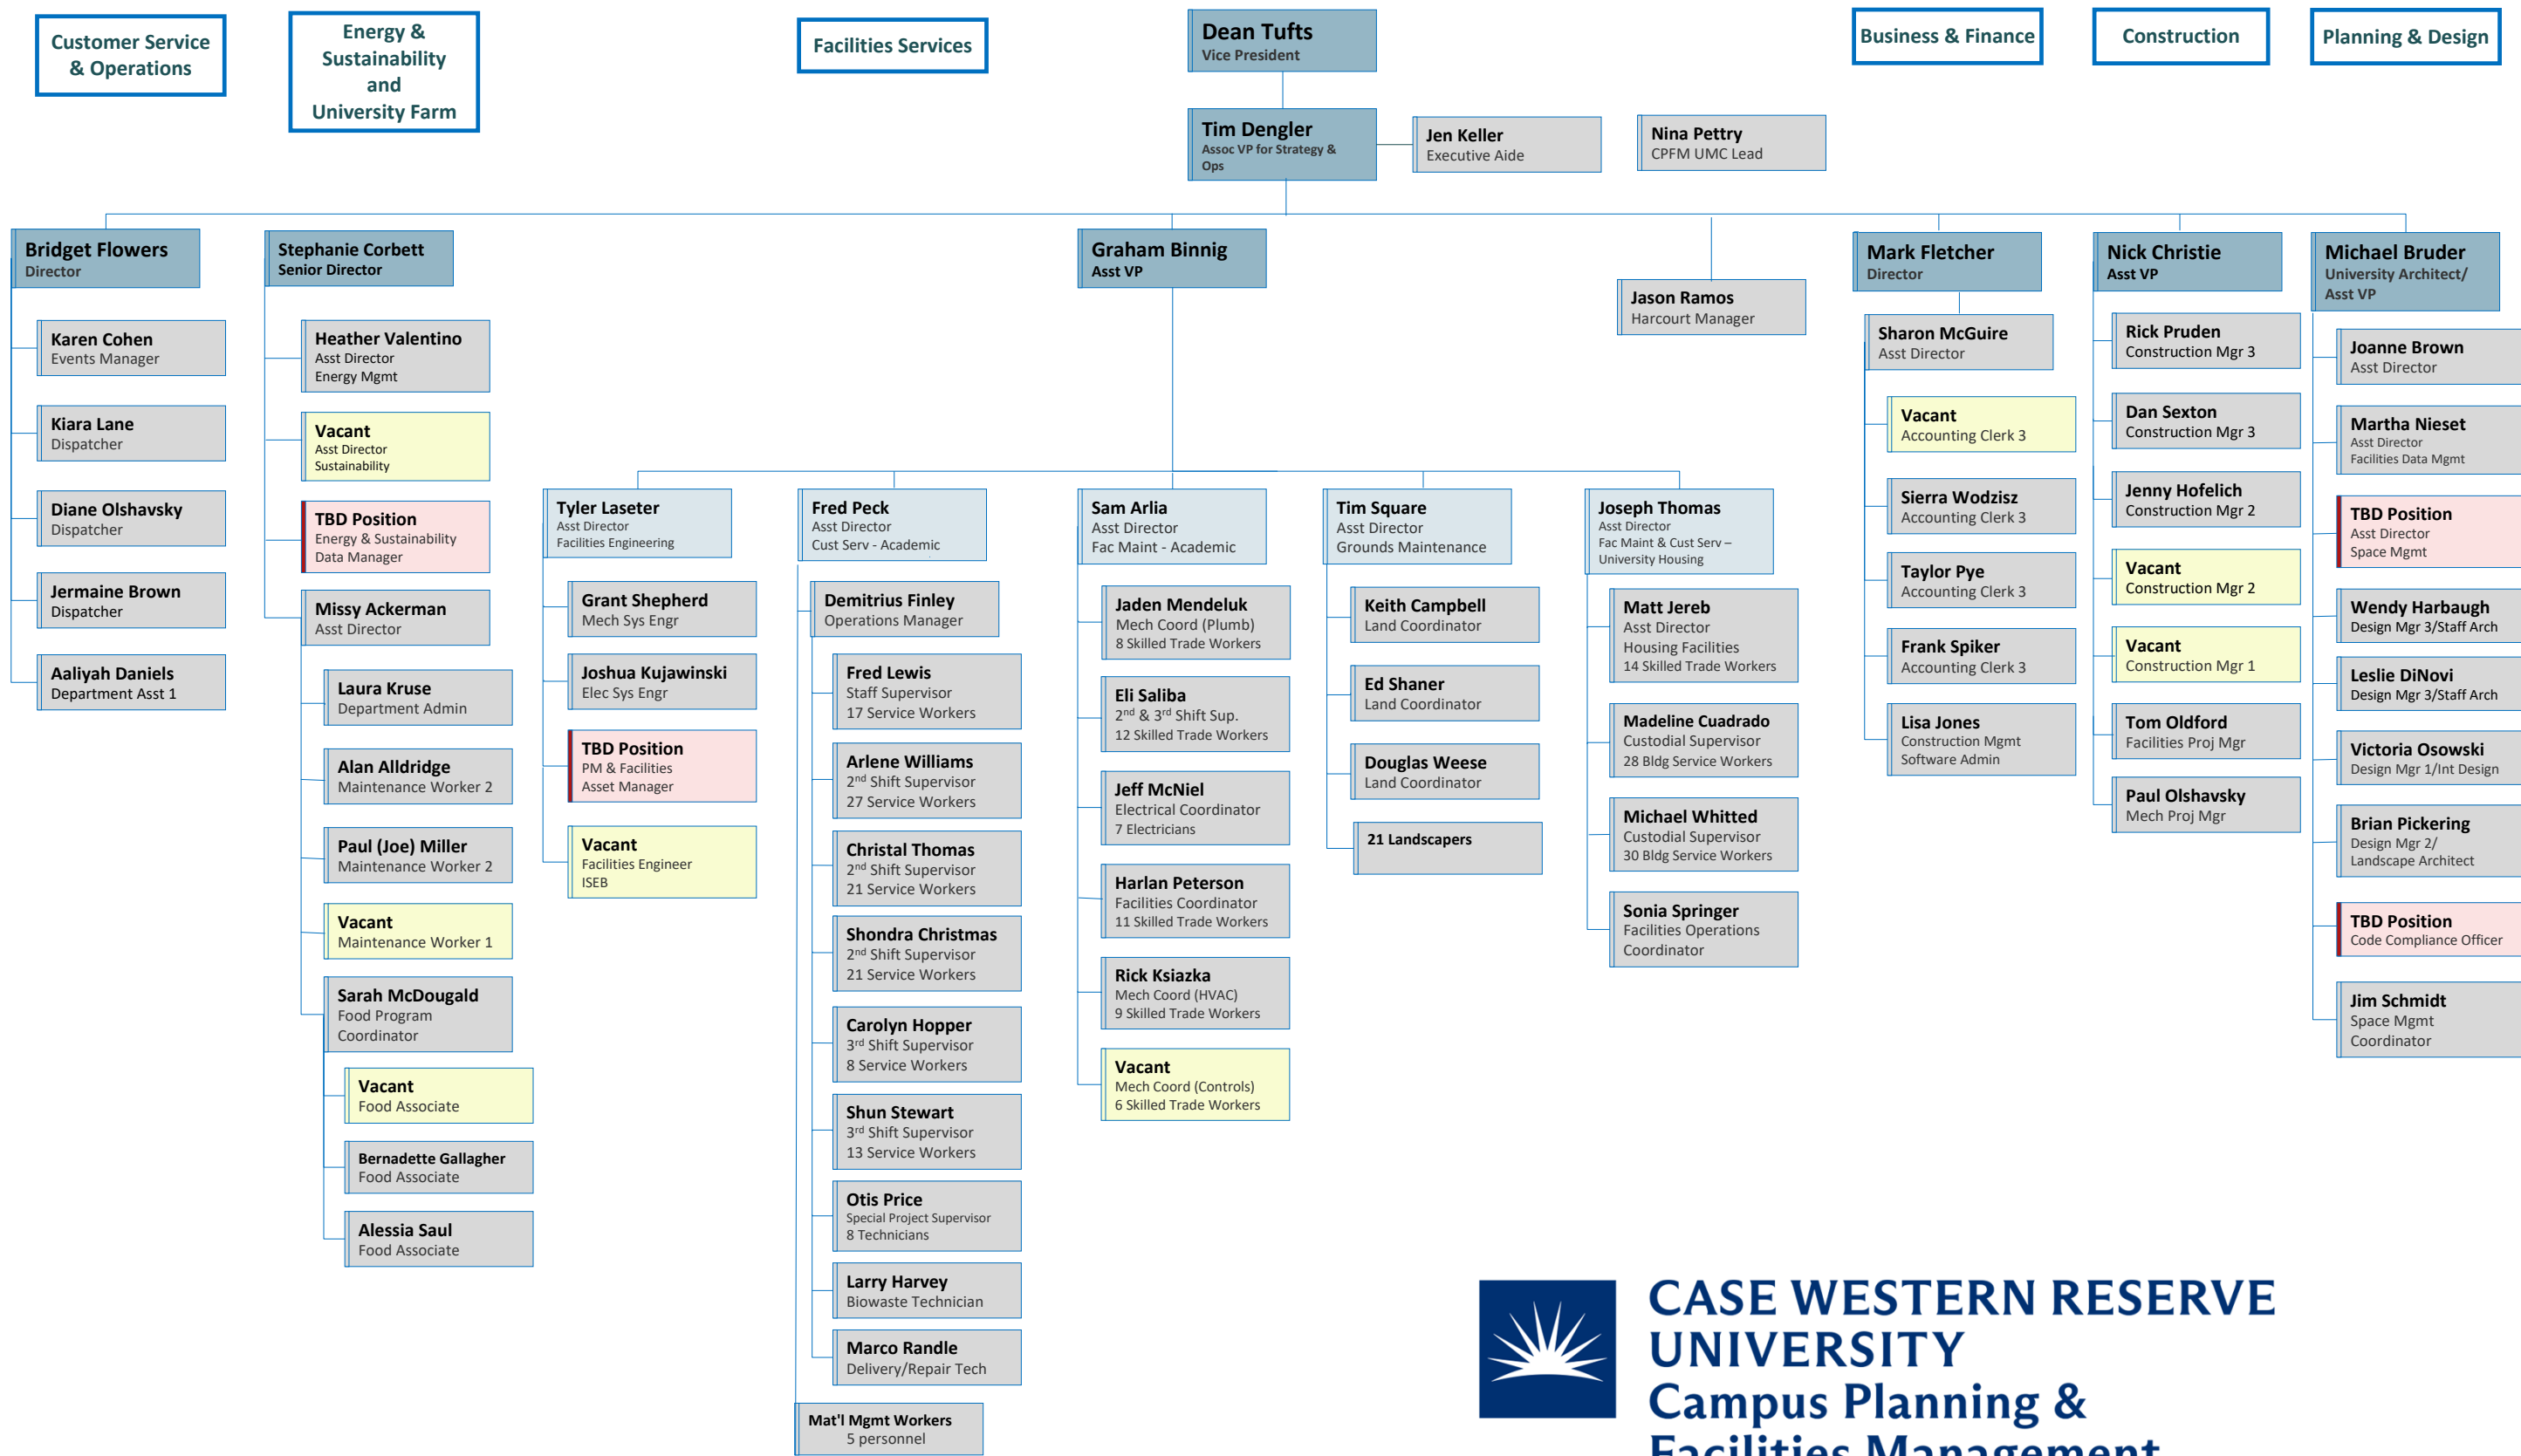 Customer Service
& Operations
Energy &
Sustainability
and
University Farm
Facilities Services
Dean Tufts
Vice President
Business & Finance
Construction
Planning & Design
Tim Dengler
Assoc VP for Strategy &
Ops
Jen Keller
Executive Aide
Nina Pettry
CPFM UMC Lead
Bridget Flowers
Director
Karen Cohen
Events Manager
Kiara Lane
Dispatcher
Diane Olshavsky
Dispatcher
Jermaine Brown
Dispatcher
Aaliyah Daniels
Department Asst 1
Stephanie Corbett
Senior Director
Heather Valentino
Asst Director
Energy Mgmt
Vacant
Asst Director
Sustainability
TBD Position
Energy & Sustainability
Data Manager
Missy Ackerman
Asst Director
Laura Kruse
Department Admin
Alan Alldridge
Maintenance Worker 2
Paul (Joe) Miller
Maintenance Worker 2
Vacant
Maintenance Worker 1
Sarah McDougald
Food Program
Coordinator
Vacant
Food Associate
Bernadette Gallagher
Food Associate
Alessia Saul
Food Associate
Graham Binnig
Asst VP
Tyler Laseter
Asst Director
Facilities Engineering
Grant Shepherd
Mech Sys Engr
Joshua Kujawinski
Elec Sys Engr
TBD Position
PM & Facilities
Asset Manager
Vacant
Facilities Engineer
ISEB
Fred Peck
Asst Director
Cust Serv - Academic
Demitrius Finley
Operations Manager
Fred Lewis
Staff Supervisor
17 Service Workers
Arlene Williams
2nd Shift Supervisor
27 Service Workers
Christal Thomas
2nd Shift Supervisor
21 Service Workers
Shondra Christmas
2nd Shift Supervisor
21 Service Workers
Carolyn Hopper
3rd Shift Supervisor
8 Service Workers
Shun Stewart
3rd Shift Supervisor
13 Service Workers
Otis Price
Special Project Supervisor
8 Technicians
Larry Harvey
Biowaste Technician
Marco Randle
Delivery/Repair Tech
Mat'l Mgmt Workers
5 personnel
Sam Arlia
Asst Director
Fac Maint - Academic
Jaden Mendeluk
Mech Coord (Plumb)
8 Skilled Trade Workers
Eli Saliba
2nd & 3rd Shift Sup.
12 Skilled Trade Workers
Jeff McNiel
Electrical Coordinator
7 Electricians
Harlan Peterson
Facilities Coordinator
11 Skilled Trade Workers
Rick Ksiazka
Mech Coord (HVAC)
9 Skilled Trade Workers
Vacant
Mech Coord (Controls)
6 Skilled Trade Workers
Tim Square
Asst Director
Grounds Maintenance
Keith Campbell
Land Coordinator
Ed Shaner
Land Coordinator
Douglas Weese
Land Coordinator
21 Landscapers
Joseph Thomas
Asst Director
Fac Maint & Cust Serv –
University Housing
Matt Jereb
Asst Director
Housing Facilities
14 Skilled Trade Workers
Madeline Cuadrado
Custodial Supervisor
28 Bldg Service Workers
Michael Whitted
Custodial Supervisor
30 Bldg Service Workers
Sonia Springer
Facilities Operations
Coordinator
Jason Ramos
Harcourt Manager
Mark Fletcher
Director
Sharon McGuire
Asst Director
Vacant
Accounting Clerk 3
Sierra Wodzisz
Accounting Clerk 3
Taylor Pye
Accounting Clerk 3
Frank Spiker
Accounting Clerk 3
Lisa Jones
Construction Mgmt
Software Admin
Nick Christie
Asst VP
Rick Pruden
Construction Mgr 3
Dan Sexton
Construction Mgr 3
Jenny Hofelich
Construction Mgr 2
Vacant
Construction Mgr 2
Vacant
Construction Mgr 1
Tom Oldford
Facilities Proj Mgr
Paul Olshavsky
Mech Proj Mgr
Michael Bruder
University Architect/
Asst VP
Joanne Brown
Asst Director
Martha Nieset
Asst Director
Facilities Data Mgmt
TBD Position
Asst Director
Space Mgmt
Wendy Harbaugh
Design Mgr 3/Staff Arch
Leslie DiNovi
Design Mgr 3/Staff Arch
Victoria Osowski
Design Mgr 1/Int Design
Brian Pickering
Design Mgr 2/
Landscape Architect
TBD Position
Code Compliance Officer
Jim Schmidt
Space Mgmt
Coordinator
CASE WESTERN RESERVE
UNIVERSITY
Campus Planning &
Facilities Management